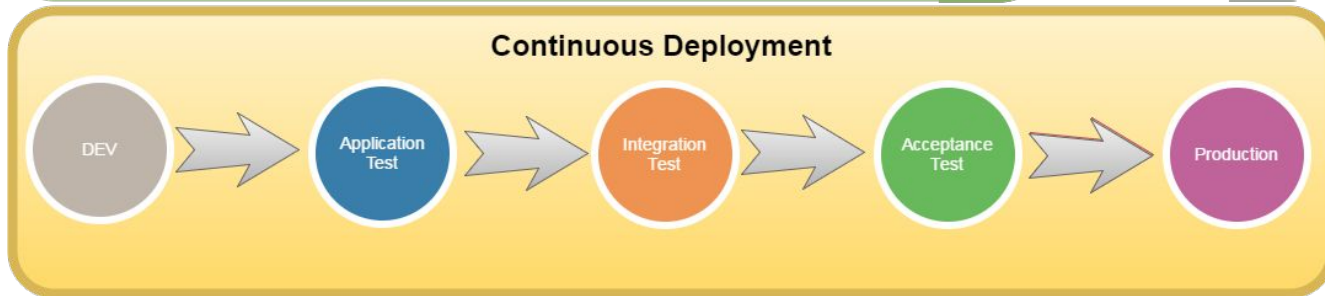 Continuous Deployment
DEV
Application
Test
Integration
Test
Acceptance
Test
Production